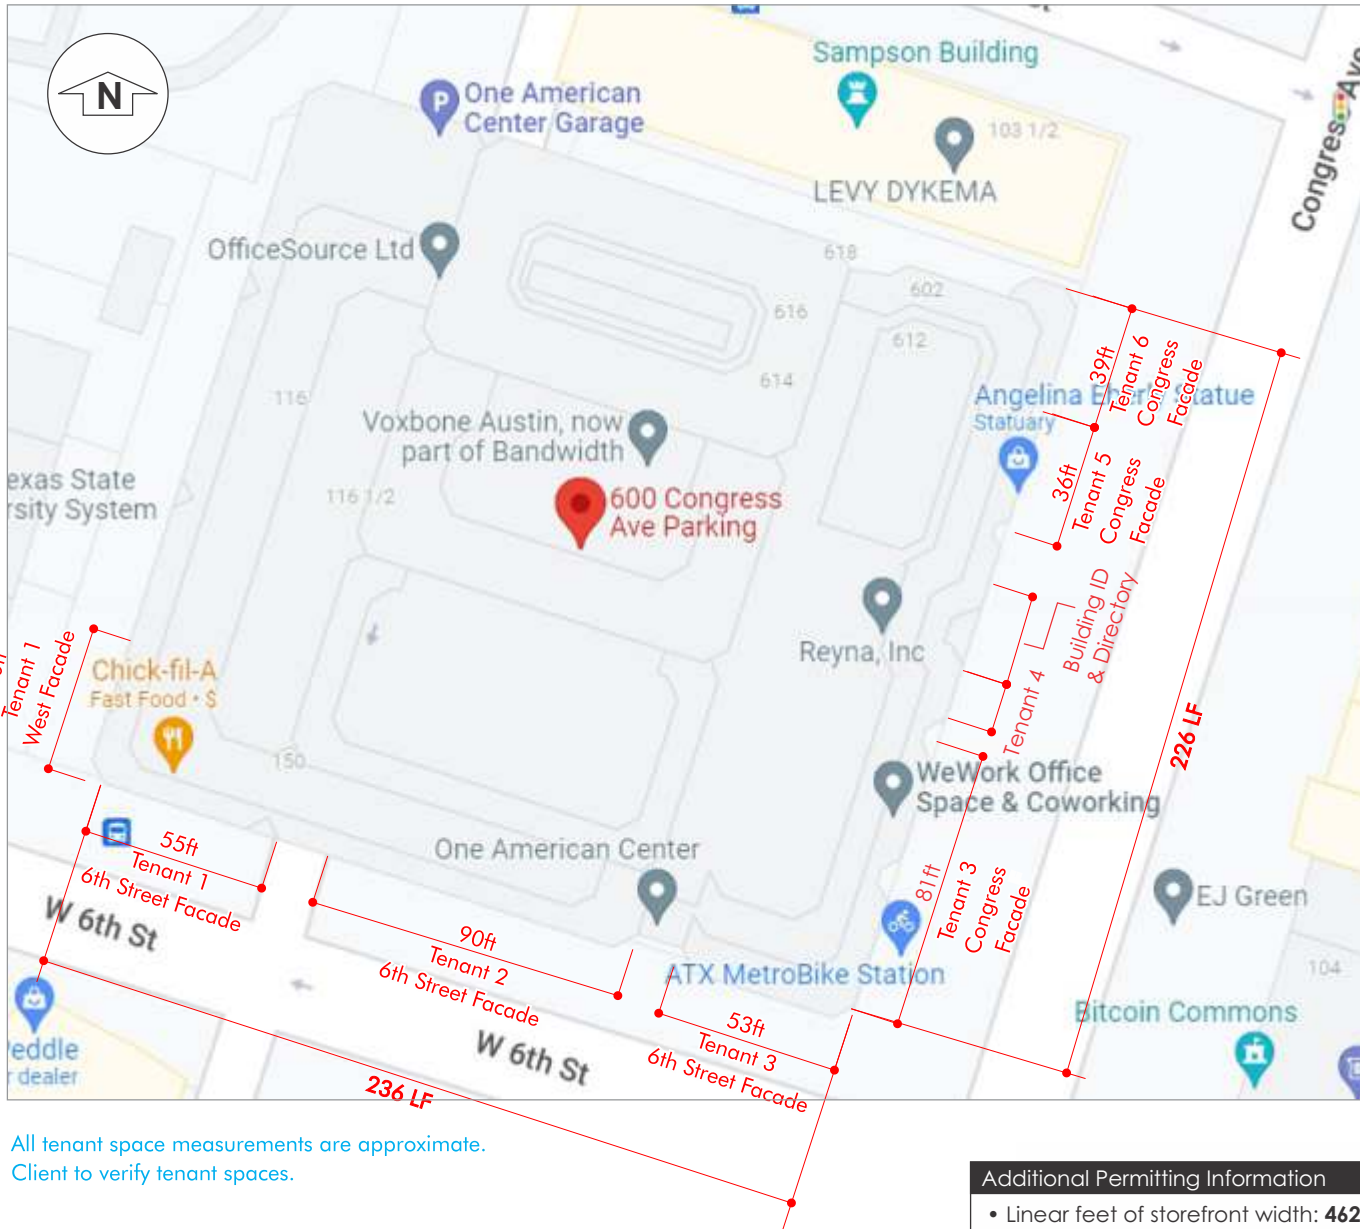 N
Sampson Building
One American
Center Garage
103 1/2
LEVY DYKEMA
OfficeSource Ltd
618
602
616
612
614
116
Voxbone Austin, now
part of Bandwidth
116 1/2
600 Congress
Ave Parking
Congress Ave
39ft
Tenant 6
Congress
Facade
Angelina Eberly Statue
Statuary
36ft
Tenant 5
Congress
Facade
exas State
rsity System
Building ID
& Directory
Reyna, Inc
Tenant 4
Tenant 1
West Facade
Chick-fil-A
Fast Food • $
150
226 LF
WeWork Office
Space & Coworking
One American Center
55ft
Tenant 1
6th Street Facade
W 6th St
81ft
Tenant 3
Congress
Facade
EJ Green
90ft
Tenant 2
6th Street Facade
ATX MetroBike Station
104
Bitcoin Commons
53ft
Tenant 3
6th Street Facade
W 6th St
Peddle
r dealer
236 LF
All tenant space measurements are approximate.
Client to verify tenant spaces.
Additional Permitting Information
• Linear feet of storefront width: 462